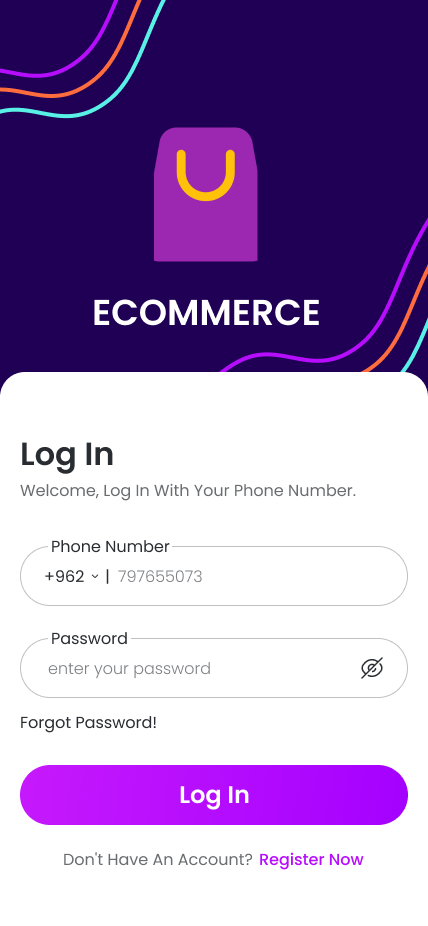 ECOMMERCE
Log In
Welcome, Log In With Your Phone Number.
Phone Number
+962 | 797655073
Password
enter your password
Forgot Password!
Log In
Don't Have An Account? Register Now